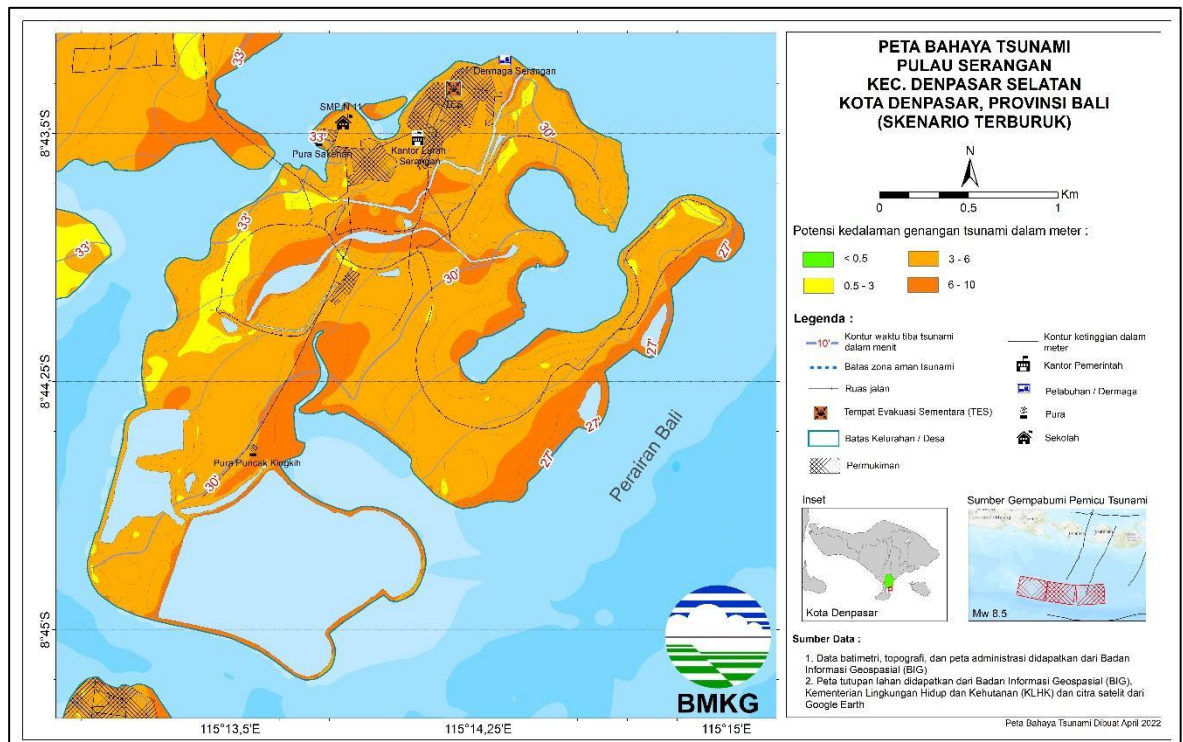 PETA BAHAYA TSUNAMI
PULAU SERANGAN
KEC. DENPASAR SELATAN
KOTA DENPASAR, PROVINSI BALI
(SKENARIO TERBURUK)
N
Km
0 0.5 1
Potensi kedalaman genangan tsunami dalam meter :
< 0.5
3 - 6
0.5 - 3
6 - 10
Legenda :
10' Kontur waktu tiba tsunami
dalam menit
Kontur ketinggian dalam
meter
Batas zona aman tsunami
Kantor Pemerintah
Ruas jalan
Pelabuhan / Dermaga
Tempat Evakuasi Sementara (TES)
Pura
Batas Kelurahan / Desa
Sekolah
Permukiman
Inset
Kota Denpasar
Sumber Gempabumi Pemicu Tsunami
Mw 8.5
Sumber Data :
1. Data batimetri, topografi, dan peta administrasi didapatkan dari Badan
Informasi Geospasial (BIG)
2. Peta tutupan lahan didapatkan dari Badan Informasi Geospasial (BIG),
Kementerian Lingkungan Hidup dan Kehutanan (KLHK) dan citra satelit dari
Google Earth
Peta Bahaya Tsunami Dibuat April 2022
33'
Dermaga Serangan
TES
SMP N 11
33'
Pura Sakenan
Kantor Lurah
Serangan
30'
33'
33'
27'
30'
27'
27'
27'
Perairan Bali
Pura Puncak Kingkih
30'
BMKG
8°43,5'S
8°44,25'S
8°45'S
115°13,5'E
115°14,25'E
115°15'E